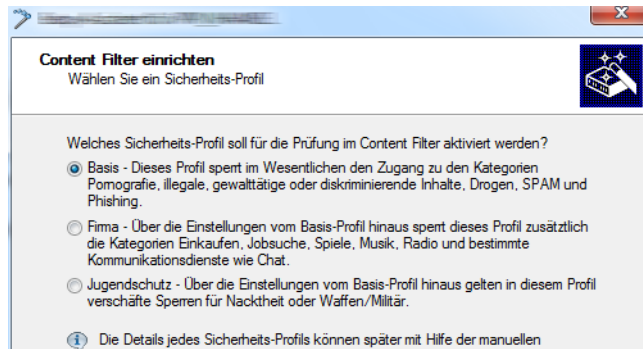 Content Filter einrichten
Wählen Sie ein Sicherheits-Profil
Welches Sicherheits-Profil soll für die Prüfung im Content Filter aktiviert werden?
Basis - Dieses Profil sperrt im Wesentlichen den Zugang zu den Kategorien
Pornografie, illegale, gewalttätige oder diskriminierende Inhalte, Drogen, SPAM und
Phishing.
Firma - Über die Einstellungen vom Basis-Profil hinaus sperrt dieses Profil zusätzlich
die Kategorien Einkaufen, Jobsuche, Spiele, Musik, Radio und bestimmte
Kommunikationsdienste wie Chat.
Jugendschutz - Über die Einstellungen vom Basis-Profil hinaus gelten in diesem Profil
verschäfte Sperren für Nacktheit oder Waffen/Militär.
Die Details jedes Sicherheits-Profils können später mit Hilfe der manuellen